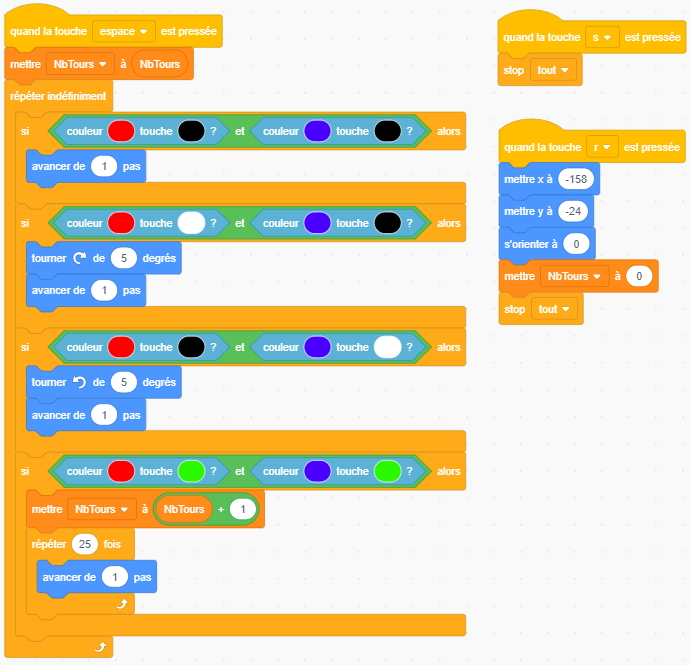 quand la touche espace est pressée
mettre NbTours à NbTours
répéter indéfiniment
si couleur touche ? et couleur touche ? alors
avancer de 1 pas
si couleur touche ? et couleur touche ? alors
tourner de 5 degrés
avancer de 1 pas
si couleur touche ? et couleur touche ? alors
tourner de 5 degrés
avancer de 1 pas
si couleur touche ? et couleur touche ? alors
mettre NbTours à NbTours + 1
répéter 25 fois
avancer de 1 pas
quand la touche s est pressée
stop tout
quand la touche r est pressée
mettre x à -158
mettre y à -24
s'orienter à 0
mettre NbTours à 0
stop tout